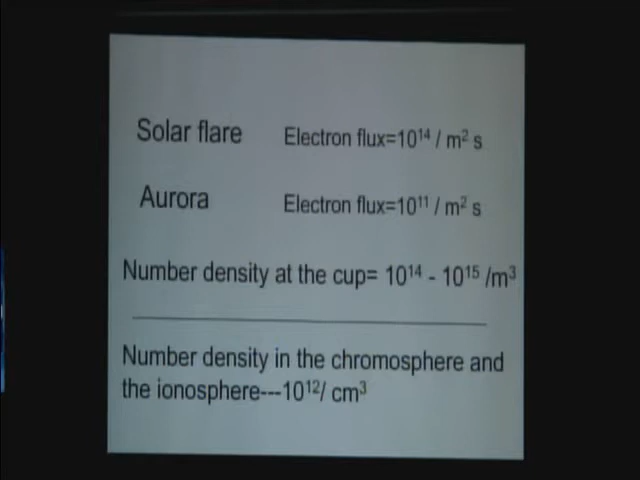 Solar flare Electron flux=10¹⁴ / m² s
Aurora Electron flux=10¹¹ / m² s
Number density at the cup= 10¹⁴ - 10¹⁵ /m³
Number density in the chromosphere and
the ionosphere---10¹²/ cm³